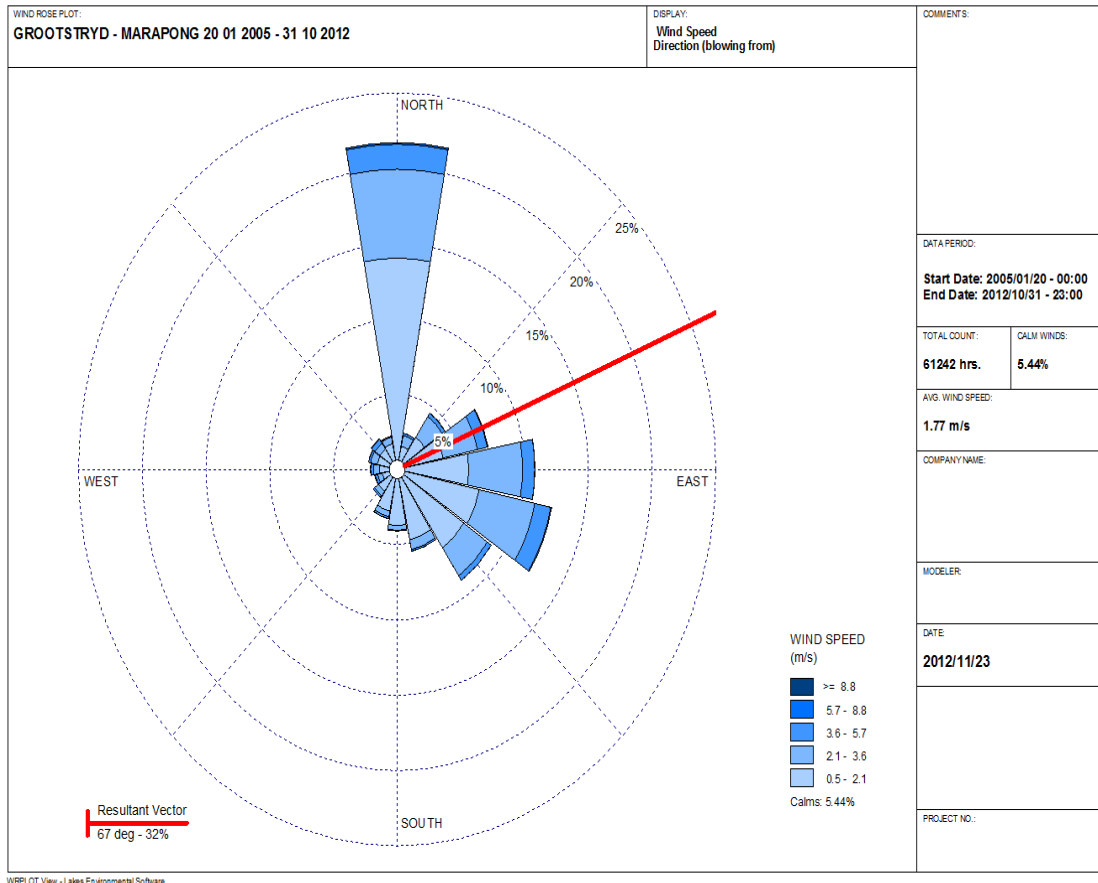 WIND ROSE PLOT:
GROOTSTRYD - MARAPONG 20 01 2005 - 31 10 2012
DISPLAY:
Wind Speed
Direction (blowing from)
COMMENTS:
NORTH
25%
20%
15%
10%
5%
WEST
EAST
SOUTH
WIND SPEED
(m/s)
>= 8.8
5.7 - 8.8
3.6 - 5.7
2.1 - 3.6
0.5 - 2.1
Calms: 5.44%
Resultant Vector
67 deg - 32%
DATA PERIOD:
Start Date: 2005/01/20 - 00:00
End Date: 2012/10/31 - 23:00
TOTAL COUNT:
61242 hrs.
CALM WINDS:
5.44%
AVG. WIND SPEED:
1.77 m/s
COMPANY NAME:
MODELER:
DATE:
2012/11/23
PROJECT NO.:
WRPLOT View - Lakes Environmental Software